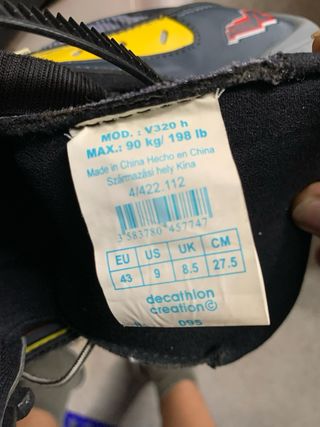 MOD. : V320 h
MAX.: 90 kg/ 198 lb
Made in China Hecho en China
Származási hely Kína
4/422.112
3 583780 457747
EU US UK CM
43 9 8.5 27.5
decathlon
creation©
095